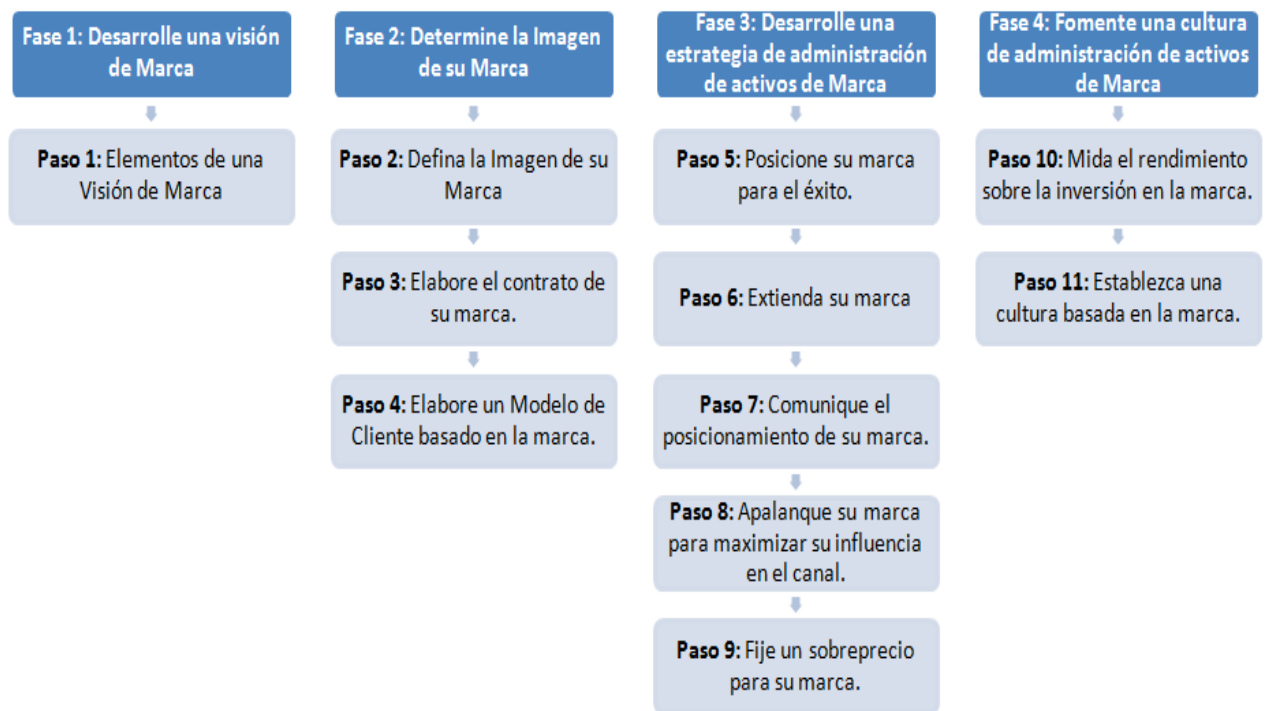 Fase 1: Desarrolle una visión
de Marca
Paso 1: Elementos de una
Visión de Marca
Fase 2: Determine la Imagen
de su Marca
Paso 2: Defina la Imagen de su
Marca
Paso 3: Elabore el contrato de
su marca.
Paso 4: Elabore un Modelo de
Cliente basado en la marca.
Fase 3: Desarrolle una
estrategia de administración
de activos de Marca
Paso 5: Posicione su marca
para el éxito.
Paso 6: Extienda su marca
Paso 7: Comunique el
posicionamiento de su marca.
Paso 8: Apalanque su marca
para maximizar su influencia
en el canal.
Paso 9: Fije un sobreprecio
para su marca.
Fase 4: Fomente una cultura
de administración de activos
de Marca
Paso 10: Mida el rendimiento
sobre la inversión en la marca.
Paso 11: Establezca una
cultura basada en la marca.